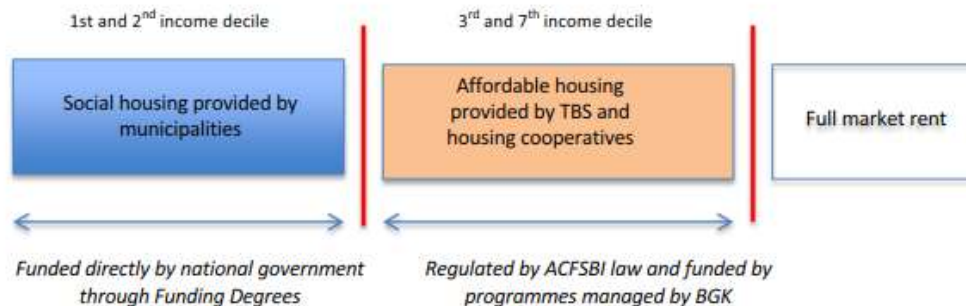 1st and 2nd income decile
3rd and 7th income decile
Social housing provided by
municipalities
Affordable housing
provided by TBS and
housing cooperatives
Full market rent
Funded directly by national government
through Funding Degrees
Regulated by ACFSBI law and funded by
programmes managed by BGK